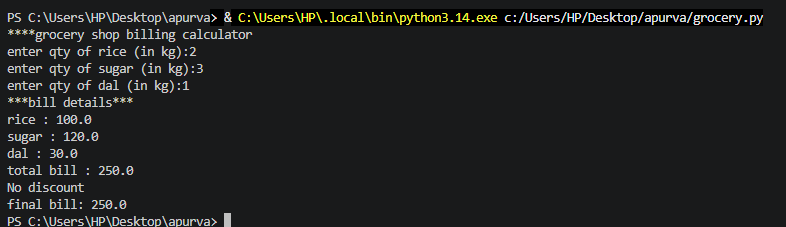 PS C:\Users\HP\Desktop\apurva> & C:\Users\HP\.local\bin\python3.14.exe c:/Users/HP/Desktop/apurva/grocery.py
****grocery shop billing calculator
enter qty of rice (in kg):2
enter qty of sugar (in kg):3
enter qty of dal (in kg):1
***bill details***
rice : 100.0
sugar : 120.0
dal : 30.0
total bill : 250.0
No discount
final bill: 250.0
PS C:\Users\HP\Desktop\apurva>